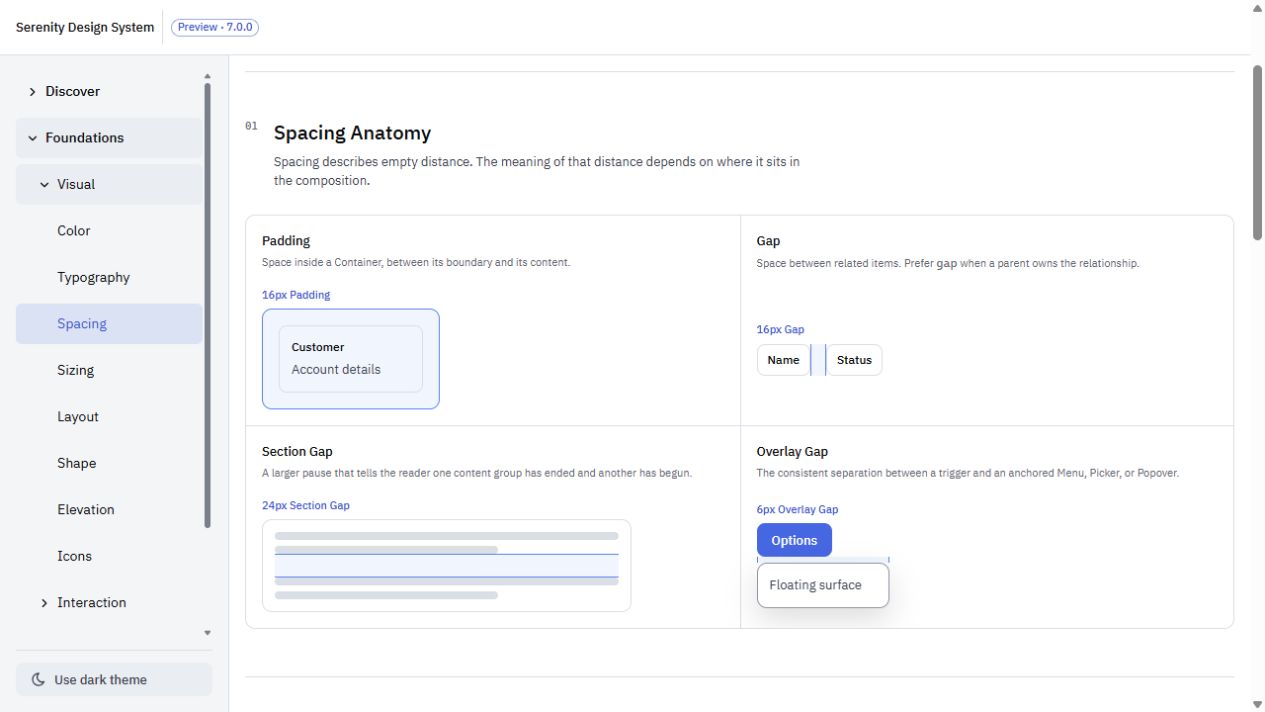 Serenity Design System
Preview · 7.0.0
Discover
Foundations
Visual
Color
Typography
Spacing
Sizing
Layout
Shape
Elevation
Icons
Interaction
Use dark theme
01
Spacing Anatomy
Spacing describes empty distance. The meaning of that distance depends on where it sits in
the composition.
Padding
Space inside a Container, between its boundary and its content.
16px Padding
Customer
Account details
Gap
Space between related items. Prefer gap when a parent owns the relationship.
16px Gap
Name
Status
Section Gap
A larger pause that tells the reader one content group has ended and another has begun.
24px Section Gap
Overlay Gap
The consistent separation between a trigger and an anchored Menu, Picker, or Popover.
6px Overlay Gap
Options
Floating surface